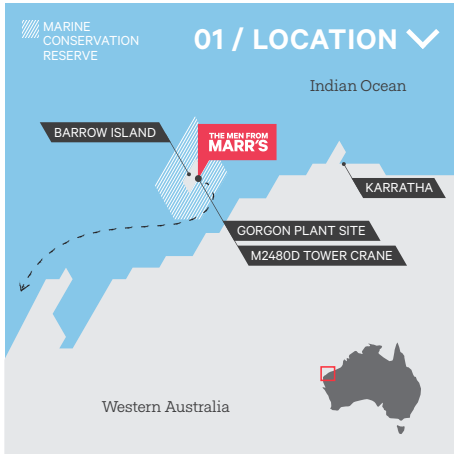 MARINE
CONSERVATION
RESERVE
01 / LOCATION
Indian Ocean
BARROW ISLAND
THE MEN FROM
MARR'S
KARRATHA
GORGON PLANT SITE
M2480D TOWER CRANE
Western Australia